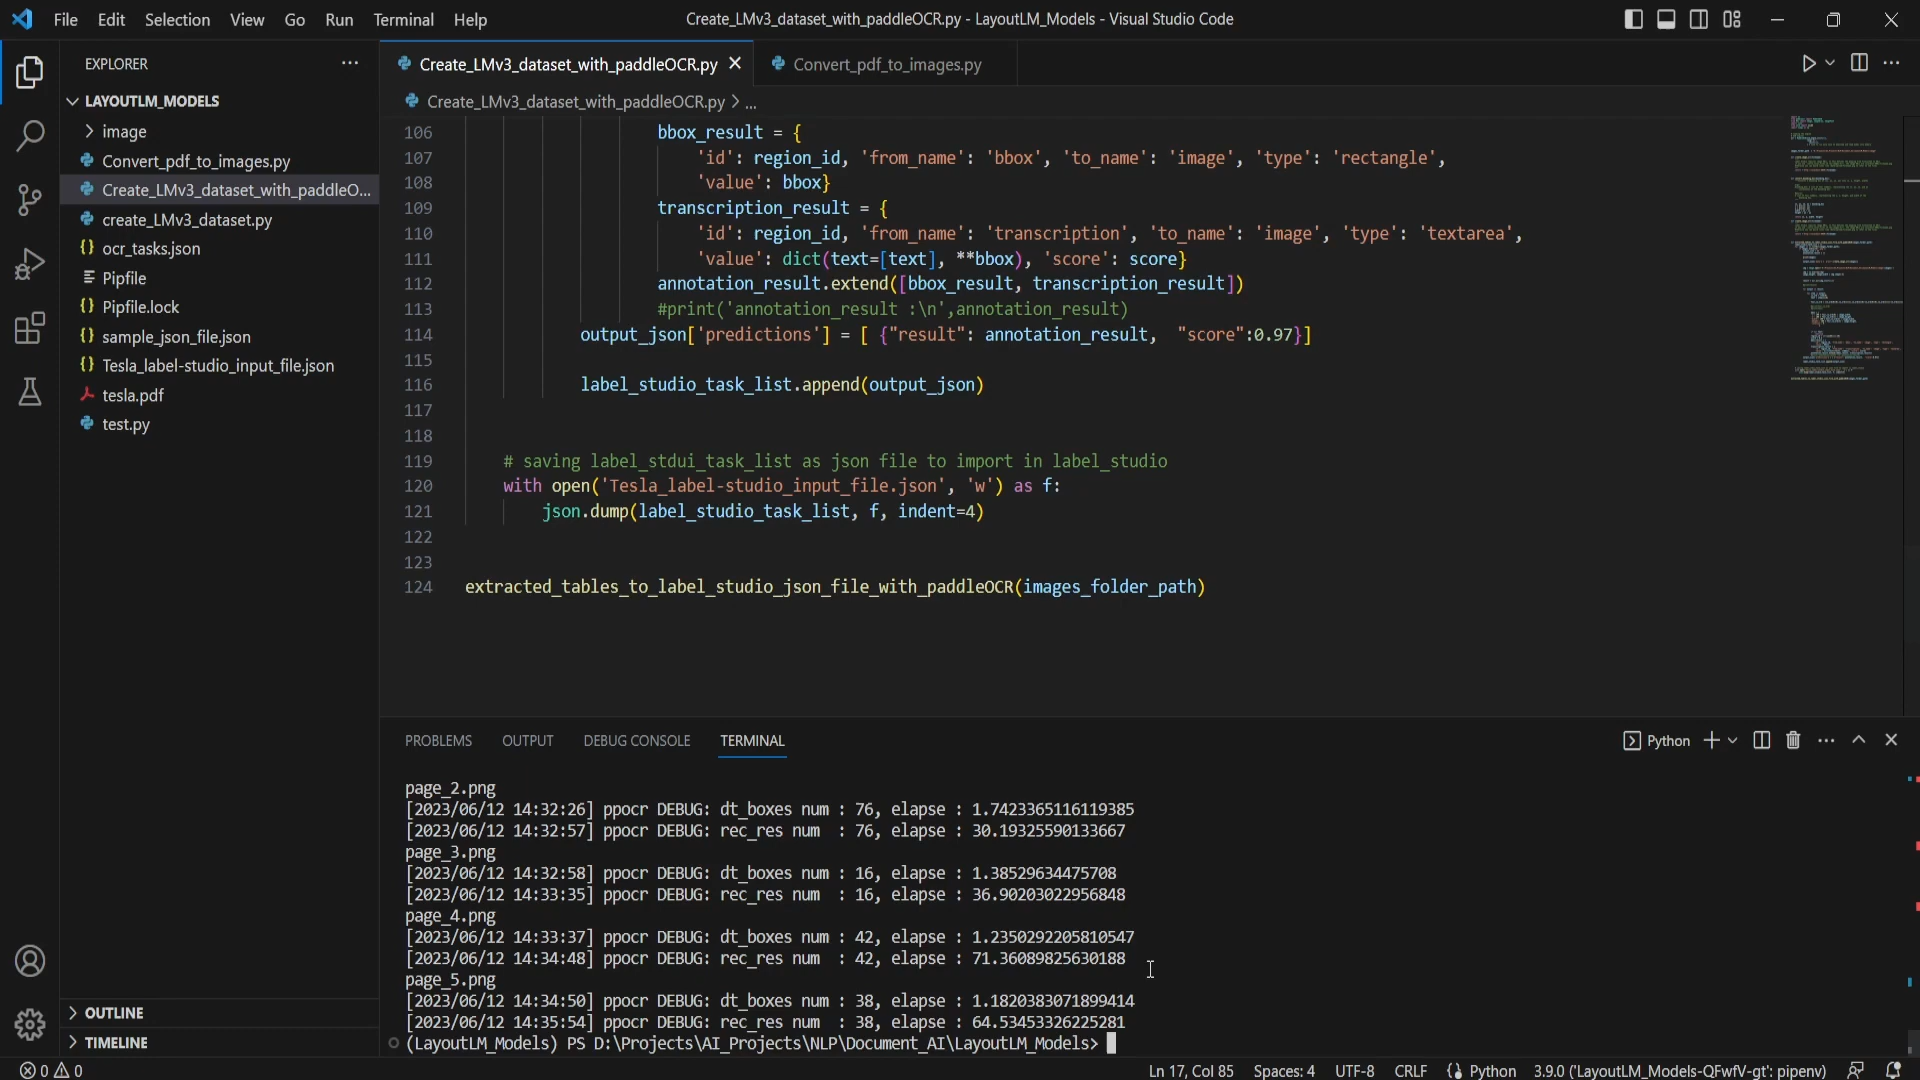 File Edit Selection View Go Run Terminal Help
Create_LMv3_dataset_with_paddleOCR.py - LayoutLM_Models - Visual Studio Code
EXPLORER
LAYOUTLM_MODELS
image
Convert_pdf_to_images.py
Create_LMv3_dataset_with_paddleO...
create_LMv3_dataset.py
ocr_tasks.json
Pipfile
Pipfile.lock
sample_json_file.json
Tesla_label-studio_input_file.json
tesla.pdf
test.py
OUTLINE
TIMELINE
Create_LMv3_dataset_with_paddleOCR.py
Convert_pdf_to_images.py
Create_LMv3_dataset_with_paddleOCR.py > ...
106 bbox_result = {
107 'id': region_id, 'from_name': 'bbox', 'to_name': 'image', 'type': 'rectangle',
108 'value': bbox}
109 transcription_result = {
110 'id': region_id, 'from_name': 'transcription', 'to_name': 'image', 'type': 'textarea',
111 'value': dict(text=[text], **bbox), 'score': score}
112 annotation_result.extend([bbox_result, transcription_result])
113 #print('annotation_result :\n',annotation_result)
114 output_json['predictions'] = [ {"result": annotation_result, "score":0.97}]
115
116 label_studio_task_list.append(output_json)
117
118
119 # saving label_stdui_task_list as json file to import in label_studio
120 with open('Tesla_label-studio_input_file.json', 'w') as f:
121 json.dump(label_studio_task_list, f, indent=4)
122
123
124 extracted_tables_to_label_studio_json_file_with_paddleOCR(images_folder_path)
PROBLEMS OUTPUT DEBUG CONSOLE TERMINAL
Python
page_2.png
[2023/06/12 14:32:26] ppocr DEBUG: dt_boxes num : 76, elapse : 1.7423365116119385
[2023/06/12 14:32:57] ppocr DEBUG: rec_res num  : 76, elapse : 30.19325590133667
page_3.png
[2023/06/12 14:32:58] ppocr DEBUG: dt_boxes num : 16, elapse : 1.38529634475708
[2023/06/12 14:33:35] ppocr DEBUG: rec_res num  : 16, elapse : 36.90203022956848
page_4.png
[2023/06/12 14:33:37] ppocr DEBUG: dt_boxes num : 42, elapse : 1.2350292205810547
[2023/06/12 14:34:48] ppocr DEBUG: rec_res num  : 42, elapse : 71.36089825630188
page_5.png
[2023/06/12 14:34:50] ppocr DEBUG: dt_boxes num : 38, elapse : 1.1820383071899414
[2023/06/12 14:35:54] ppocr DEBUG: rec_res num  : 38, elapse : 64.53453326225281
(LayoutLM_Models) PS D:\Projects\AI_Projects\NLP\Document_AI\LayoutLM_Models>
0 0
Ln 17, Col 85 Spaces: 4 UTF-8 CRLF Python 3.9.0 ('LayoutLM_Models-QFwfV-gt': pipenv)